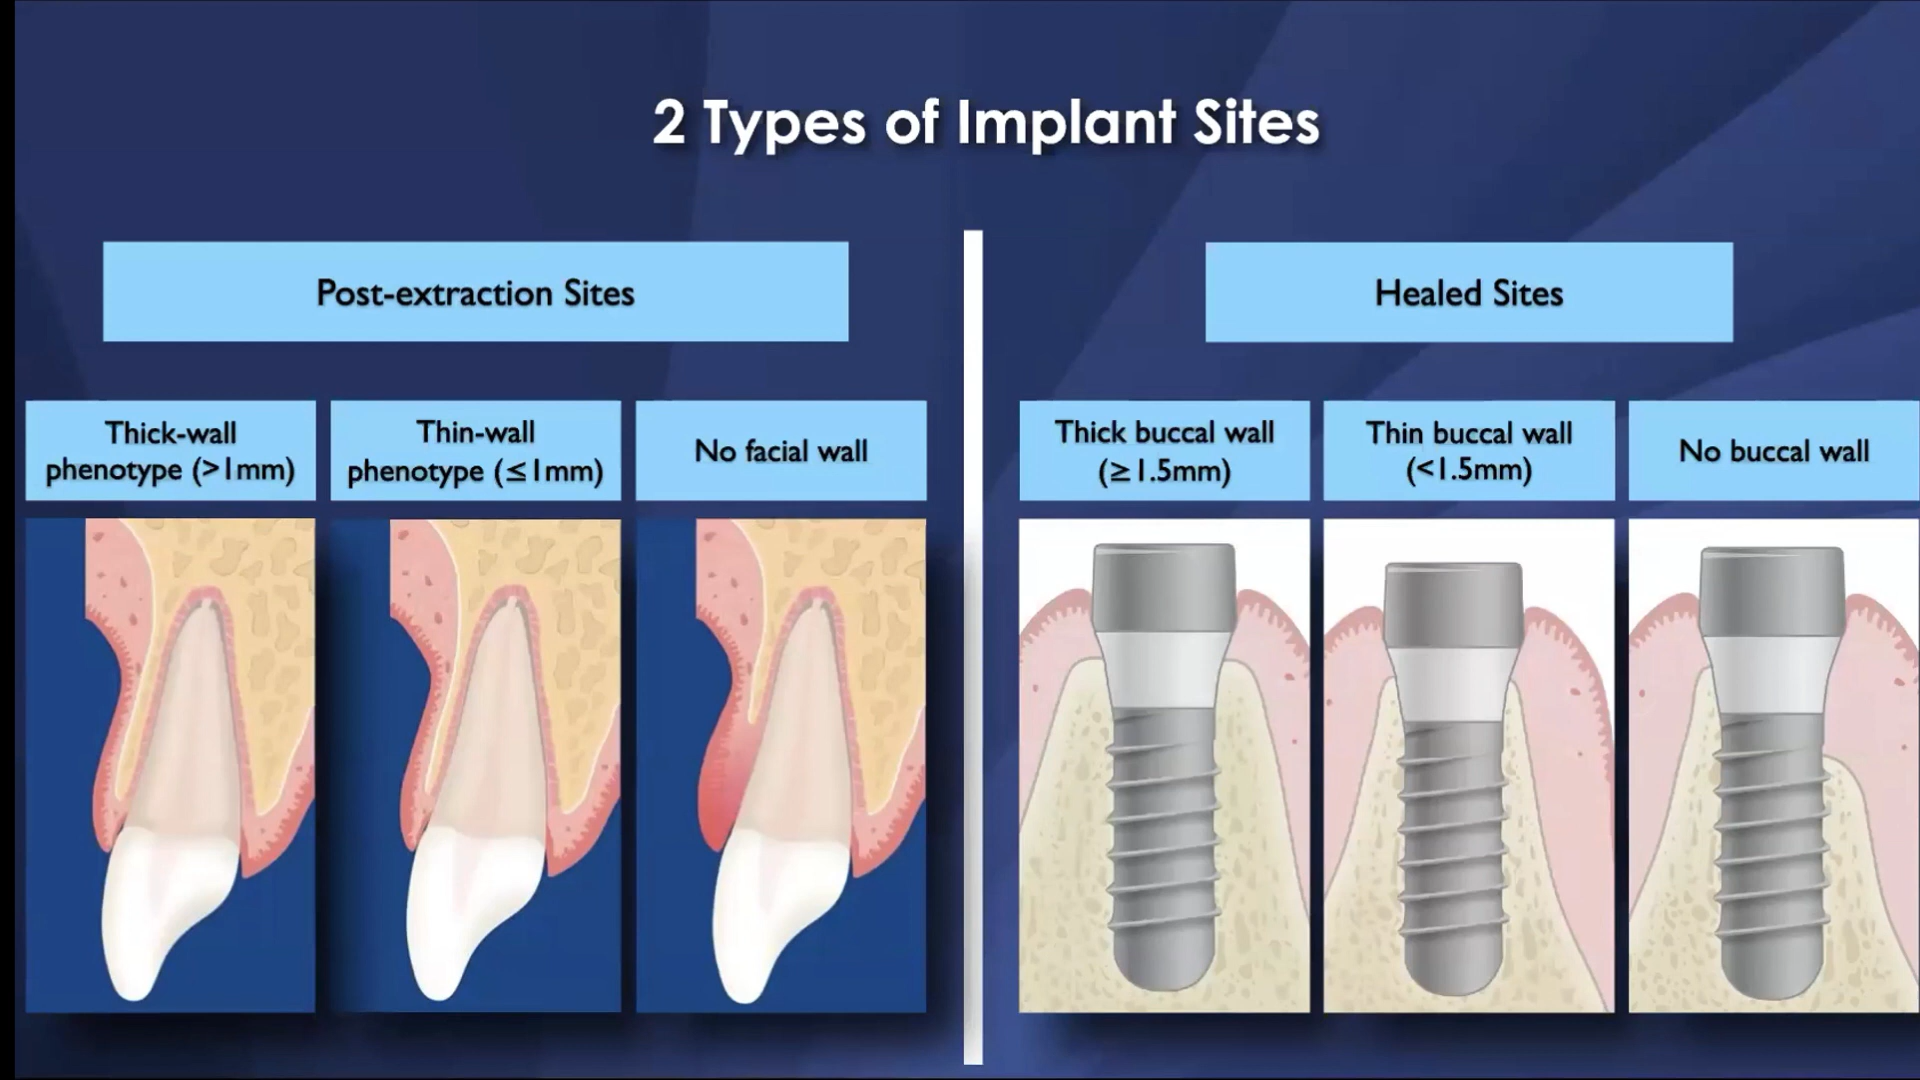 2 Types of Implant Sites
Post-extraction Sites
Thick-wall
phenotype (>1mm)
Thin-wall
phenotype (≤1mm)
No facial wall
Healed Sites
Thick buccal wall
(≥1.5mm)
Thin buccal wall
(<1.5mm)
No buccal wall